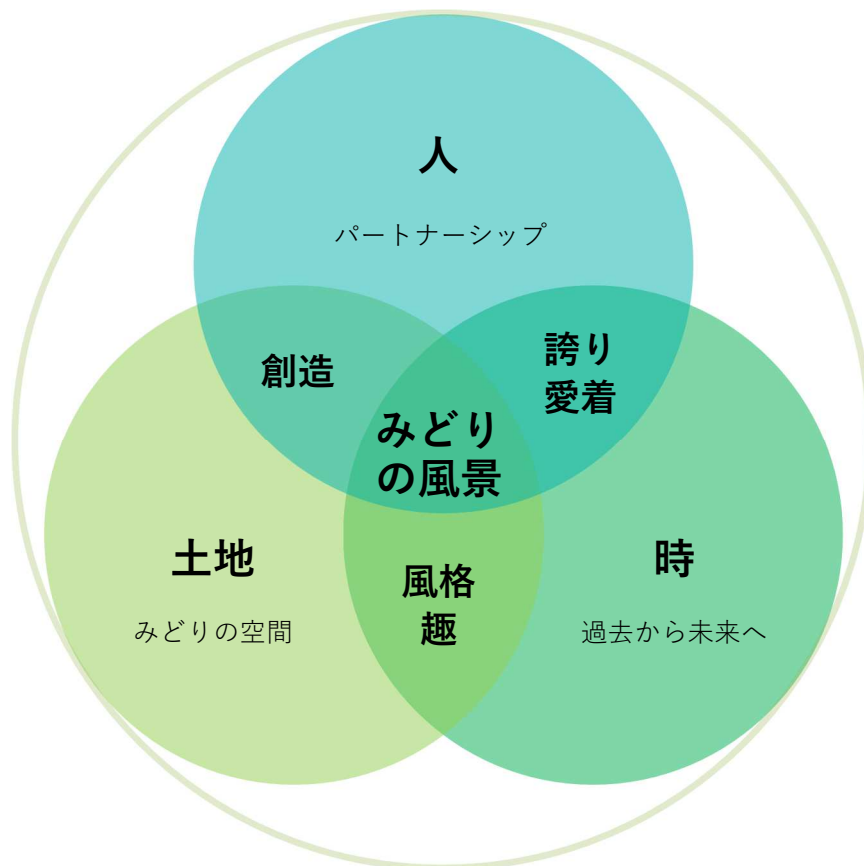 人
パートナーシップ
創造
誇り
愛着
みどり
の風景
土地
みどりの空間
風格
趣
時
過去から未来へ